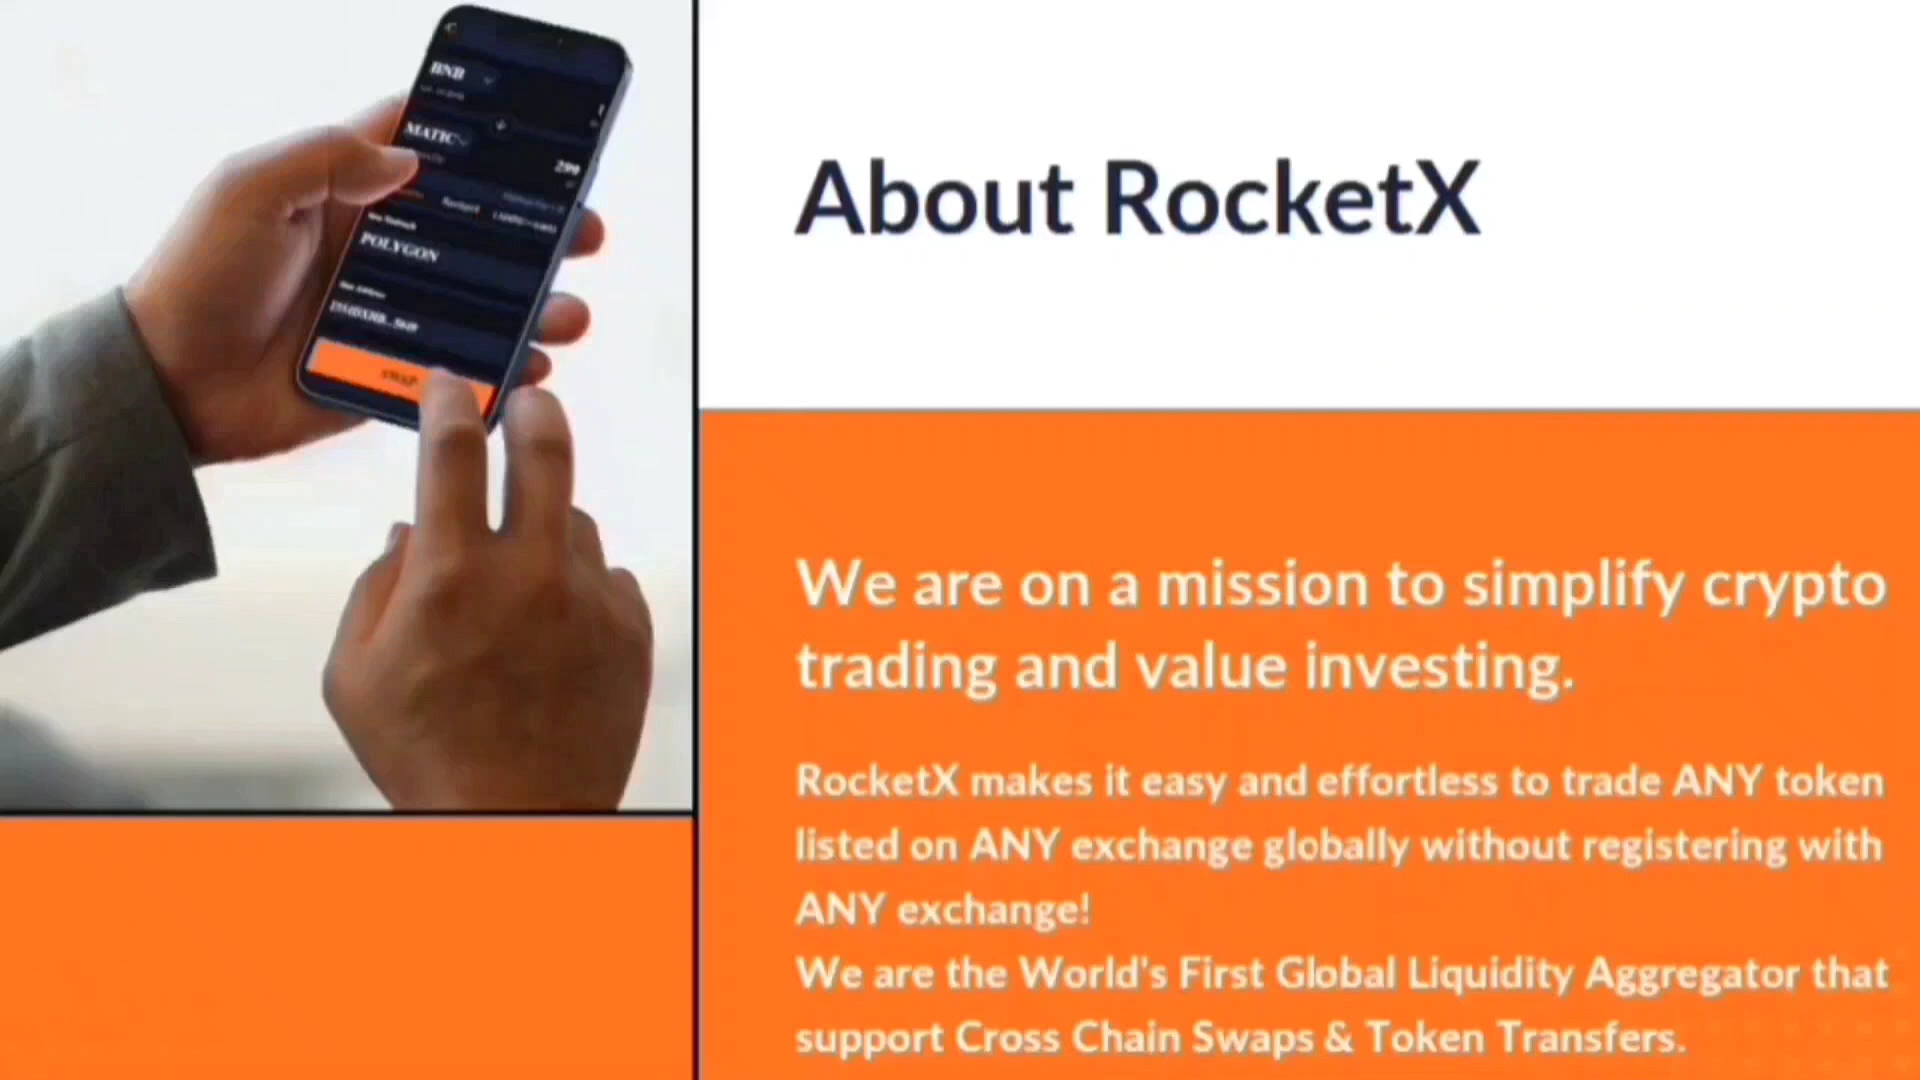 BNB
MATIC
299
POLYGON
SWAP
About RocketX
We are on a mission to simplify crypto
trading and value investing.
RocketX makes it easy and effortless to trade ANY token
listed on ANY exchange globally without registering with
ANY exchange!
We are the World's First Global Liquidity Aggregator that
support Cross Chain Swaps & Token Transfers.